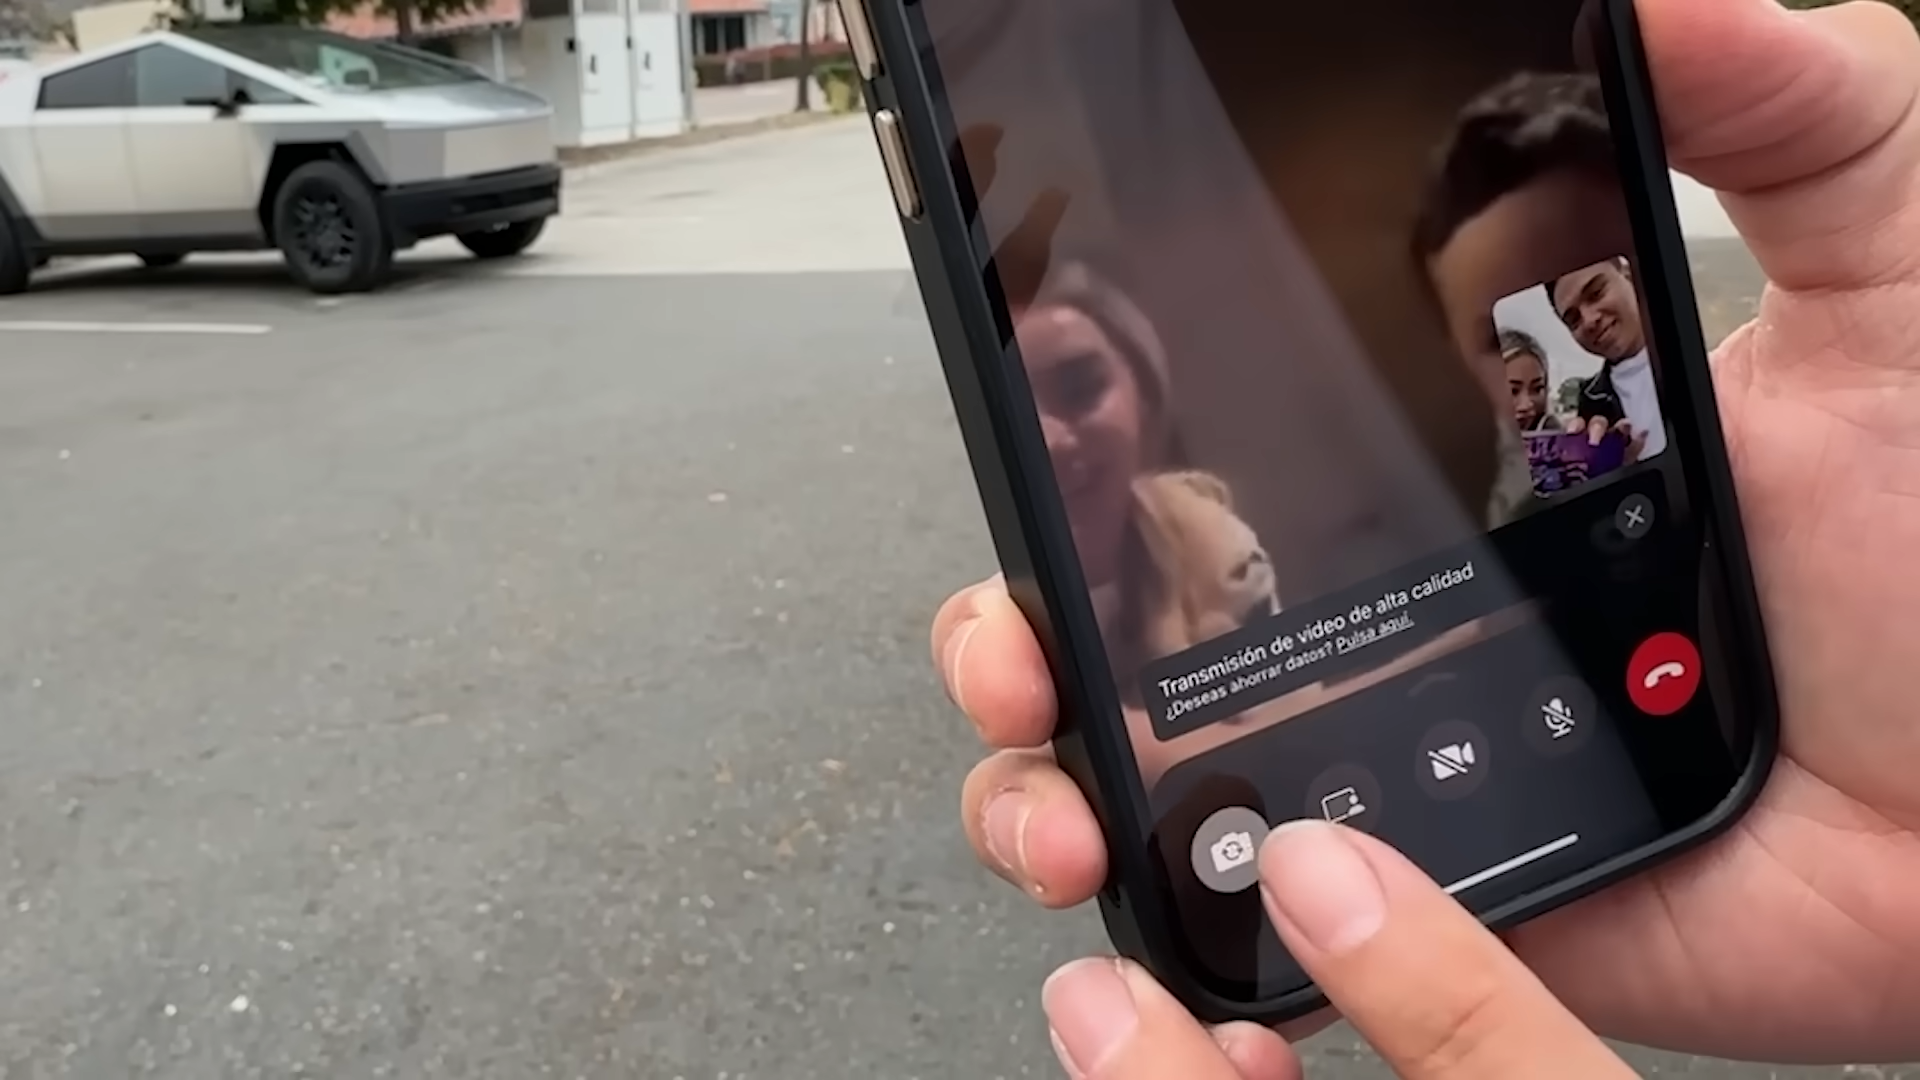 Transmisión de video de alta calidad
¿Deseas ahorrar datos? Pulsa aquí.